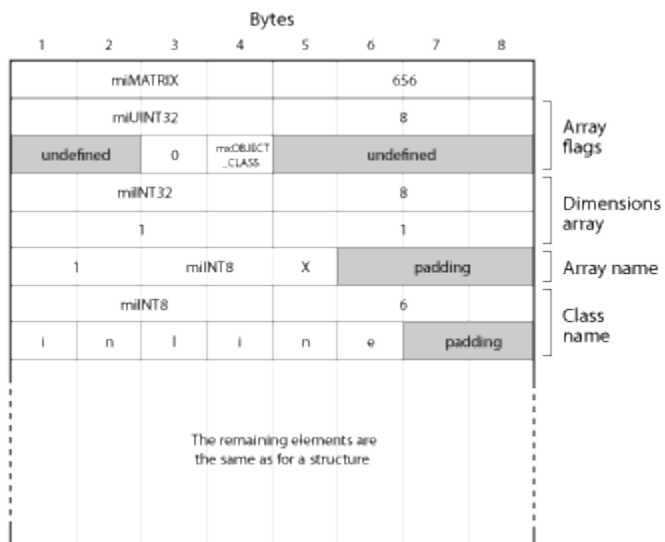 Bytes
1 2 3 4 5 6 7 8
miMATRIX 656
miUINT32 8
undefined 0 mxOBJECT_CLASS undefined
Array flags
miINT32 8
1 1
Dimensions array
1 miINT8 X padding
Array name
miINT8 6
i n l i n e padding
Class name
The remaining elements are
the same as for a structure